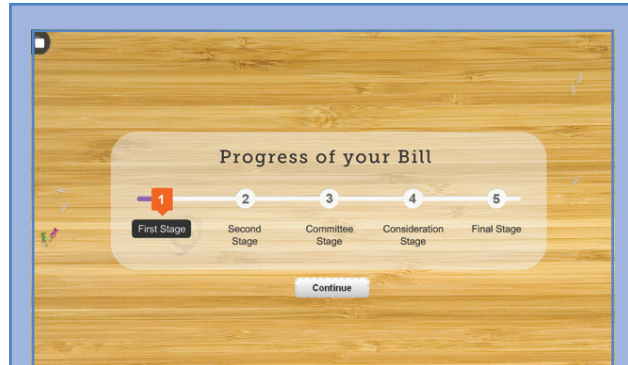 Progress of your Bill
1 2 3 4 5
First Stage Second Stage Committee Stage Consideration Stage Final Stage
Continue